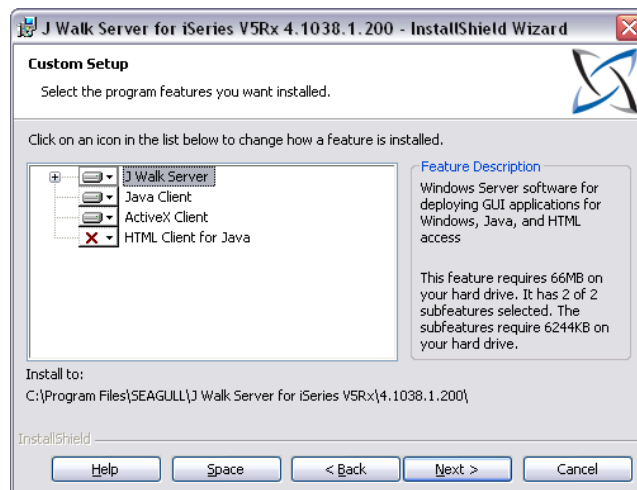 J Walk Server for iSeries V5Rx 4.1038.1.200 - InstallShield Wizard
Custom Setup
Select the program features you want installed.
Click on an icon in the list below to change how a feature is installed.
J Walk Server
Java Client
ActiveX Client
HTML Client for Java
Feature Description
Windows Server software for
deploying GUI applications for
Windows, Java, and HTML
access
This feature requires 66MB on
your hard drive. It has 2 of 2
subfeatures selected. The
subfeatures require 6244KB on
your hard drive.
Install to:
C:\Program Files\SEAGULL\J Walk Server for iSeries V5Rx\4.1038.1.200\
InstallShield
Help
Space
< Back
Next >
Cancel